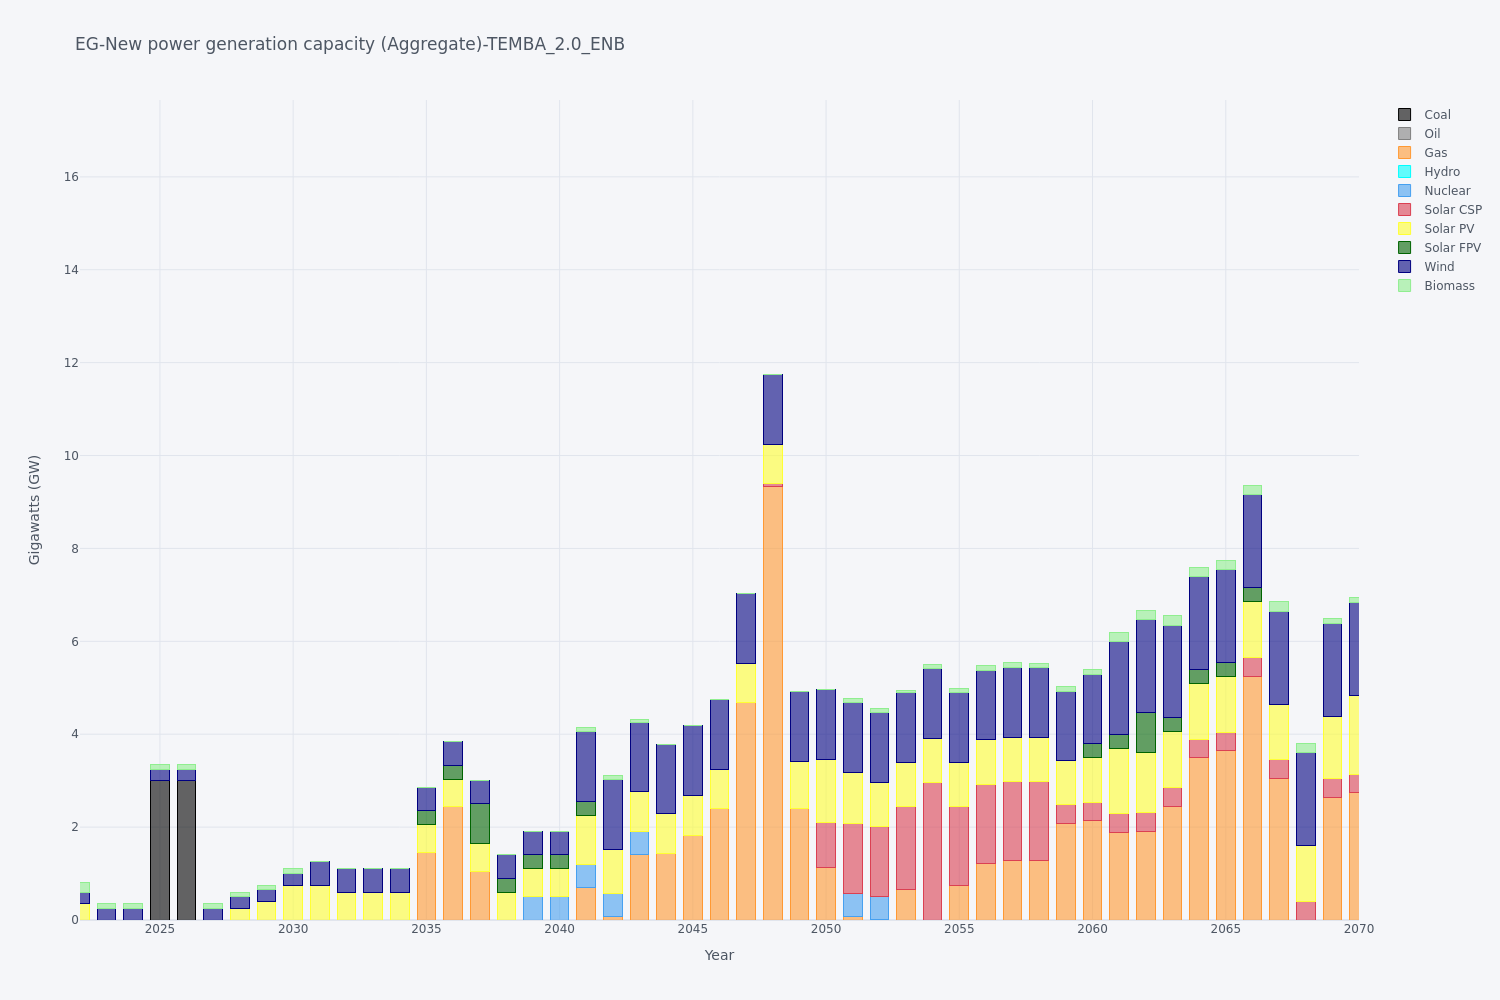 EG-New power generation capacity (Aggregate)-TEMBA_2.0_ENB
Coal
Oil
Gas
Hydro
Nuclear
Solar CSP
Solar PV
Solar FPV
Wind
Biomass
16
14
12
10
8
6
4
2
0
Gigawatts (GW)
2025
2030
2035
2040
2045
2050
2055
2060
2065
2070
Year